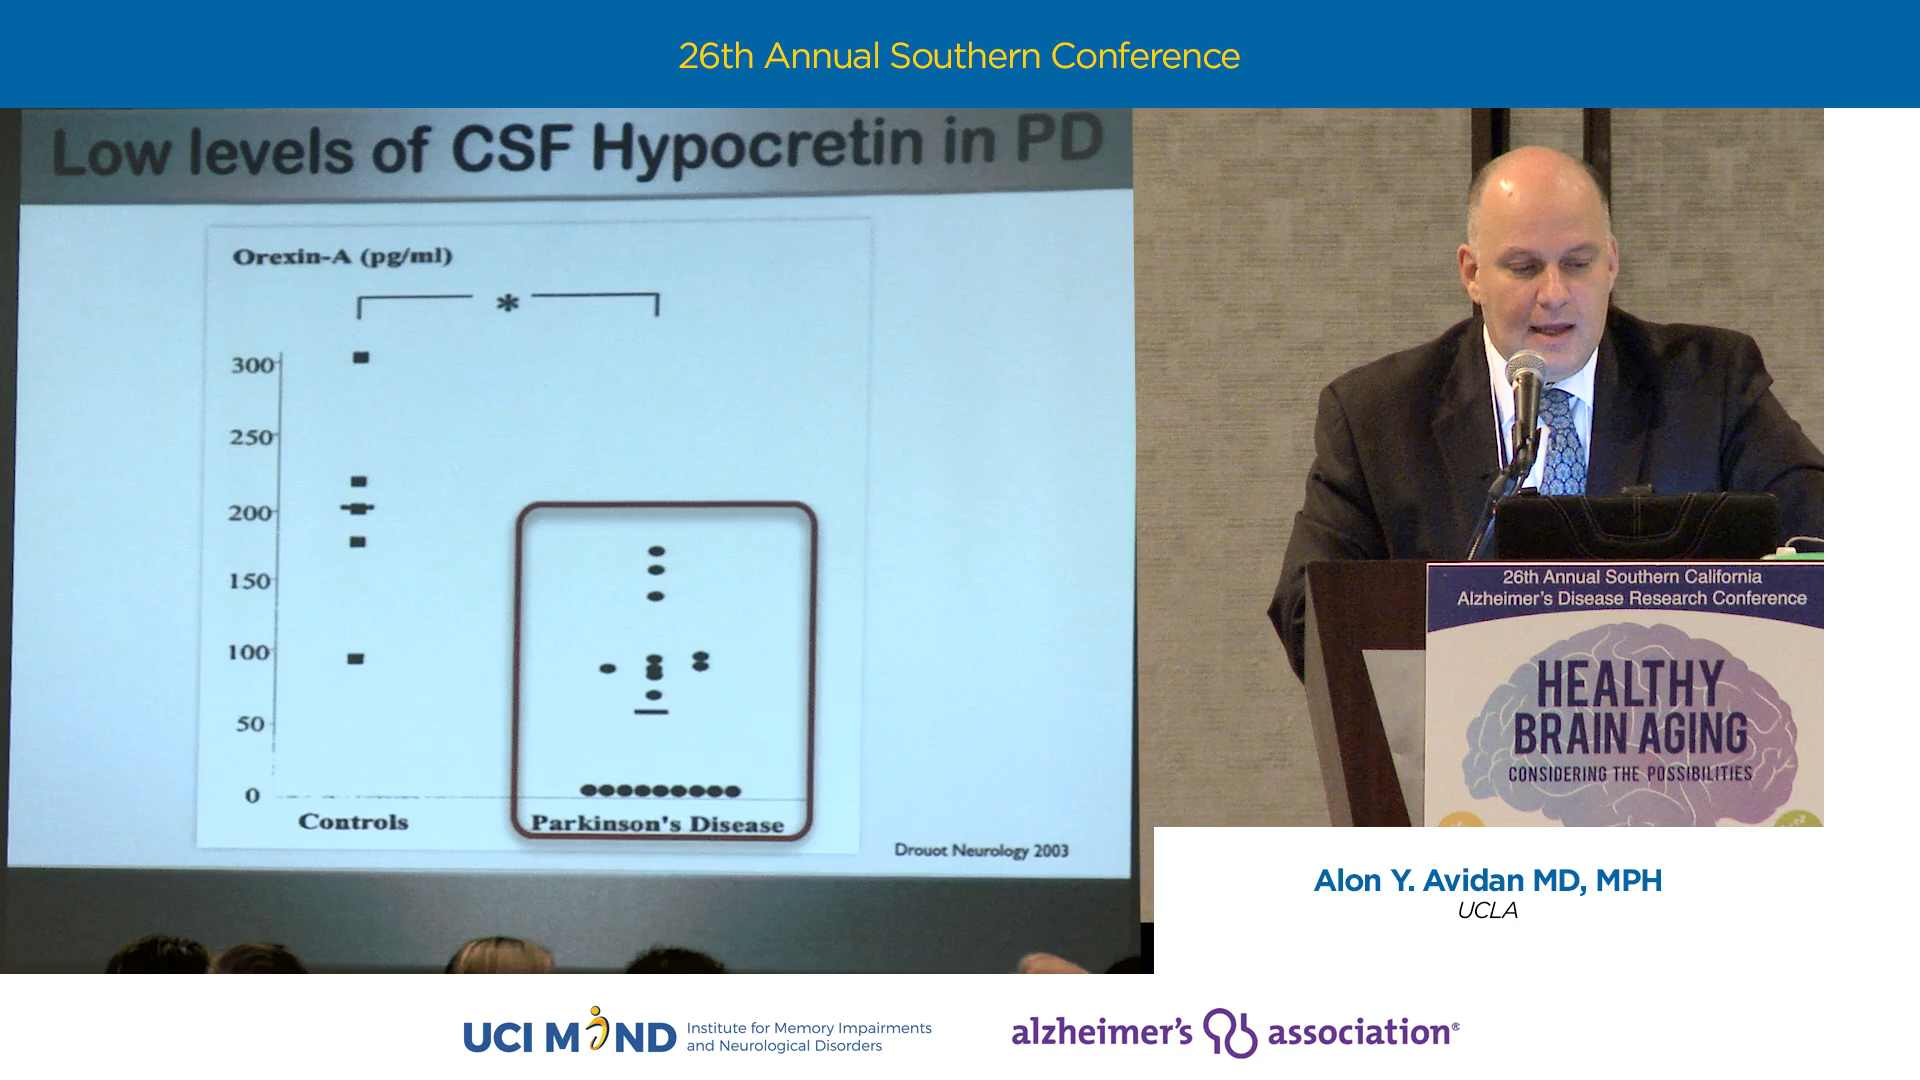 26th Annual Southern Conference
Low levels of CSF Hypocretin in PD
Orexin-A (pg/ml)
*
300
250
200
150
100
50
0
Controls
Parkinson's Disease
Drouot Neurology 2003
26th Annual Southern California
Alzheimer's Disease Research Conference
HEALTHY
BRAIN AGING
CONSIDERING THE POSSIBILITIES
Alon Y. Avidan MD, MPH
UCLA
UCI MIND
Institute for Memory Impairments
and Neurological Disorders
alzheimer's association®